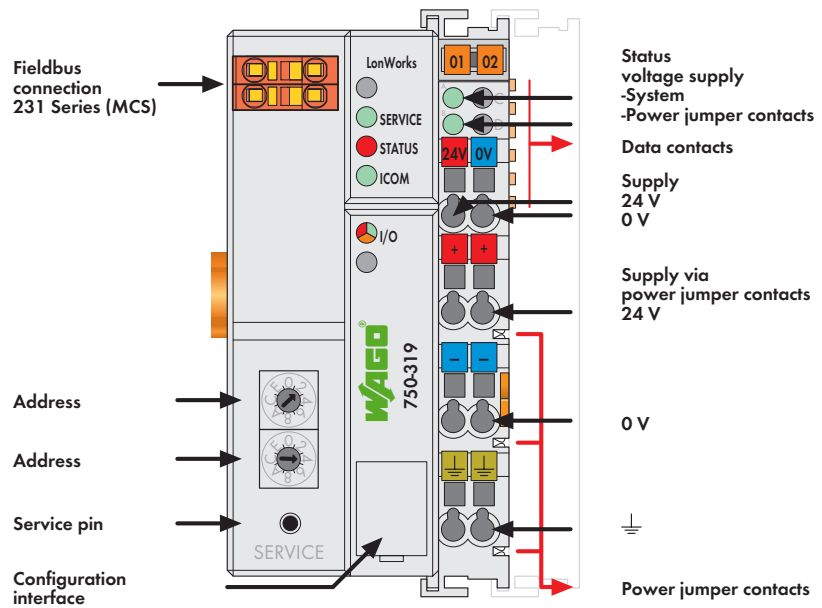 Fieldbus
connection
231 Series (MCS)
Address
Address
Service pin
Configuration
interface
LonWorks
SERVICE
STATUS
ICOM
I/O
WAGO
®
750-319
SERVICE
01 02
A C
B D
24V 0V
+ +
− −
Status
voltage supply
-System
-Power jumper contacts
Data contacts
Supply
24 V
0 V
Supply via
power jumper contacts
24 V
0 V
Power jumper contacts